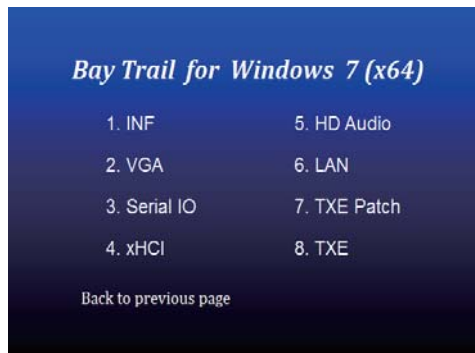 Bay Trail for Windows 7 (x64)
1. INF
2. VGA
3. Serial IO
4. xHCI
5. HD Audio
6. LAN
7. TXE Patch
8. TXE
Back to previous page